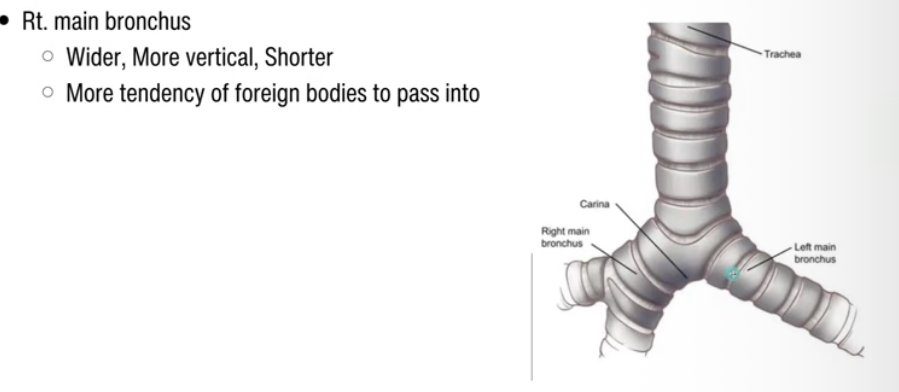 • Rt. main bronchus
○ Wider, More vertical, Shorter
○ More tendency of foreign bodies to pass into
Trachea
Carina
Right main
bronchus
Left main
bronchus